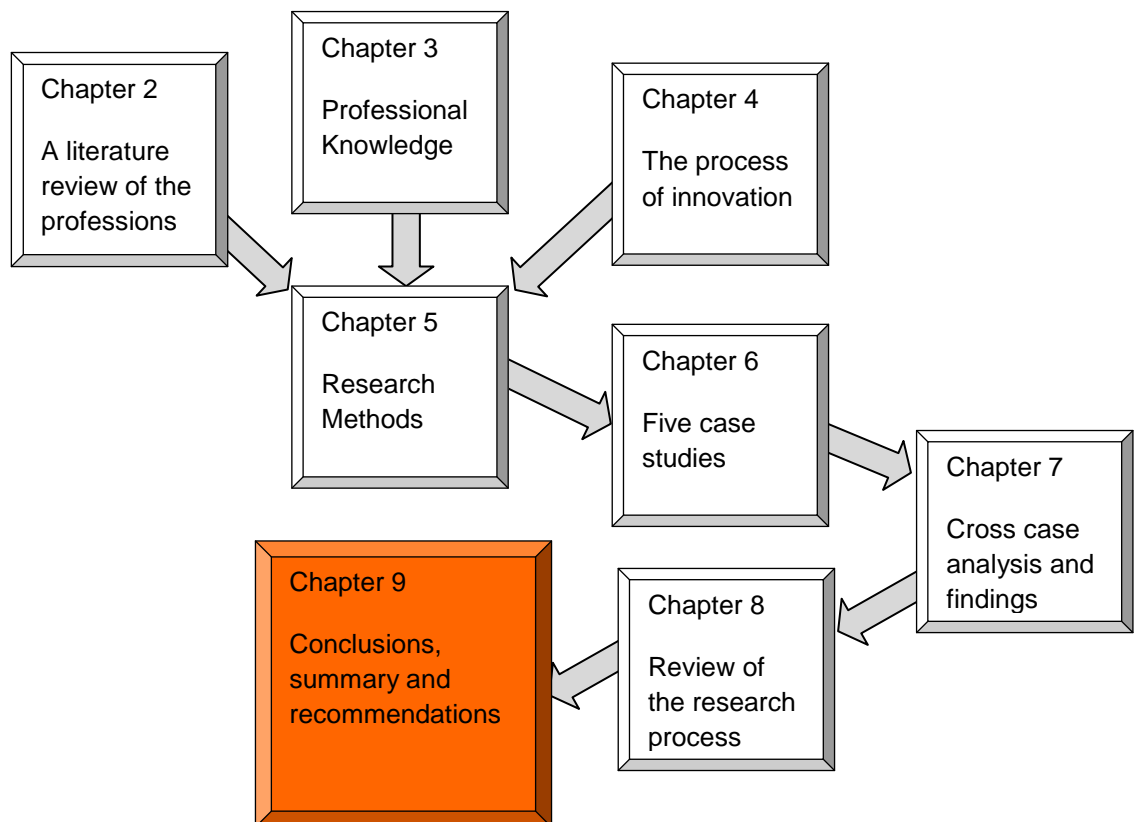 Chapter 2
A literature
review of the
professions
Chapter 3
Professional
Knowledge
Chapter 4
The process
of innovation
Chapter 5
Research
Methods
Chapter 6
Five case
studies
Chapter 7
Cross case
analysis and
findings
Chapter 8
Review of
the research
process
Chapter 9
Conclusions,
summary and
recommendations